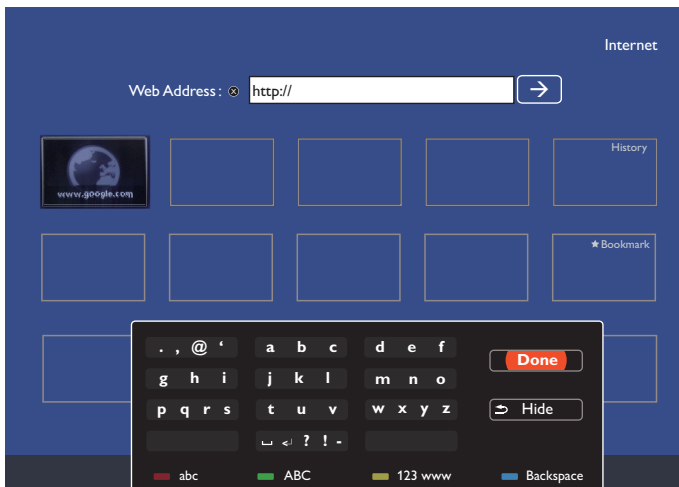 Internet
Web Address : ⓧ http:// →
www.google.com
History
★Bookmark
. , @ ‘ a b c d e f
Done
g h i j k l m n o
p q r s t u v w x y z
Hide
␣ ↵ ? ! -
abc ABC 123 www Backspace